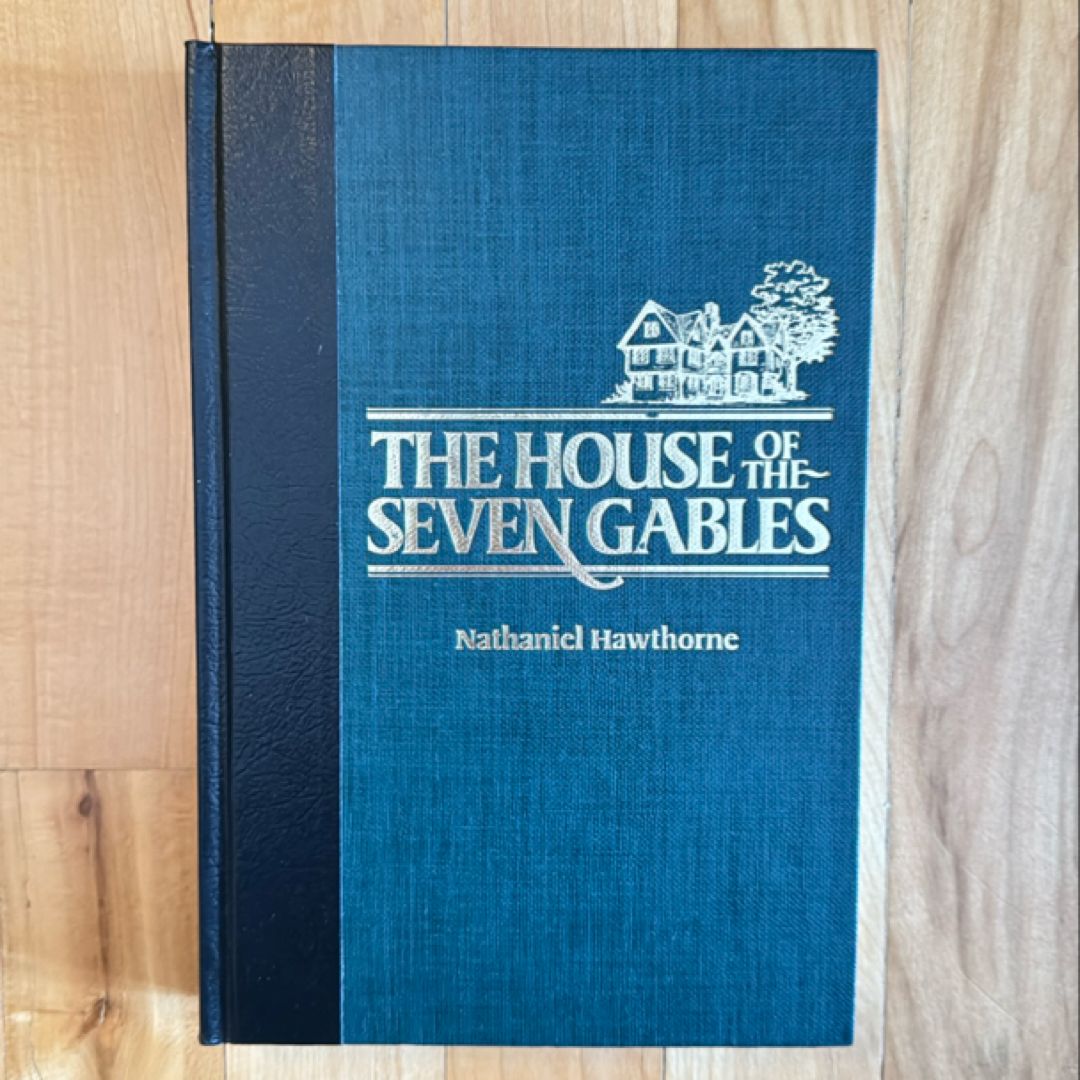 THE HOUSE OF THE
SEVEN GABLES
Nathaniel Hawthorne